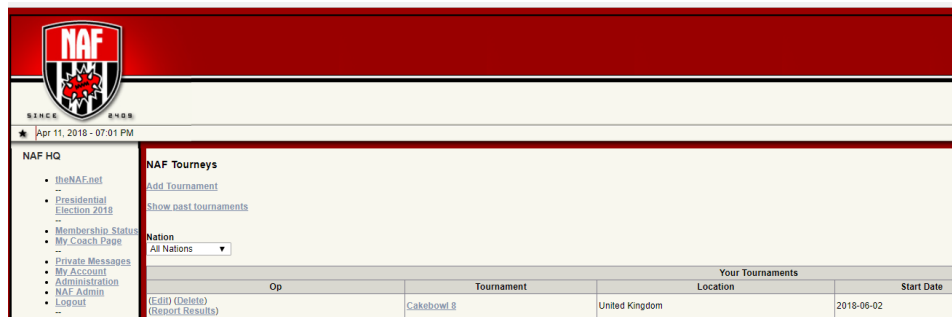 NAF
SINCE 2409
Apr 11, 2018 - 07:01 PM
NAF HQ
theNAF.net
--
Presidential
Election 2018
--
Membership Status
My Coach Page
--
Private Messages
My Account
Administration
NAF Admin
Logout
--
NAF Tourneys
Add Tournament
Show past tournaments
Nation
All Nations
Your Tournaments
Op Tournament Location Start Date
(Edit) (Delete)
(Report Results) Cakebowl 8 United Kingdom 2018-06-02